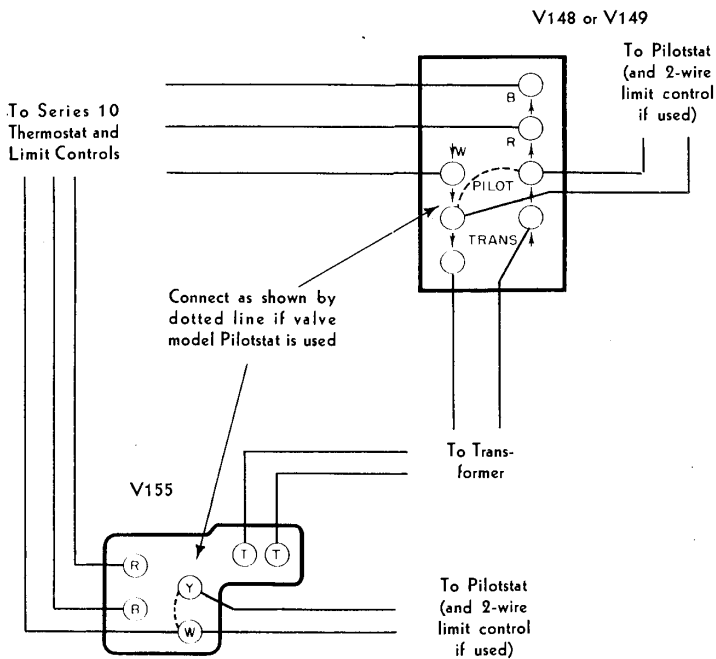 V148 or V149
To Pilotstat
(and 2-wire
limit control
if used)
To Series 10
Thermostat and
Limit Controls
B
R
W
PILOT
TRANS
Connect as shown by
dotted line if valve
model Pilotstat is used
To Trans-
former
V155
T T
R
Y
B
W
To Pilotstat
(and 2-wire
limit control
if used)